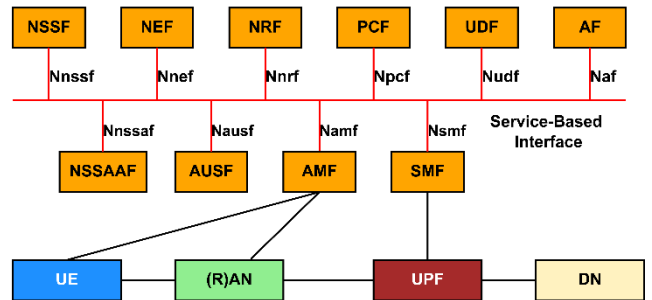 NSSF NEF NRF PCF UDF AF
Nnssf Nnef Nnrf Npcf Nudf Naf
Nnssaf Nausf Namf Nsmf Service-Based
Interface
NSSAAF AUSF AMF SMF
UE (R)AN UPF DN